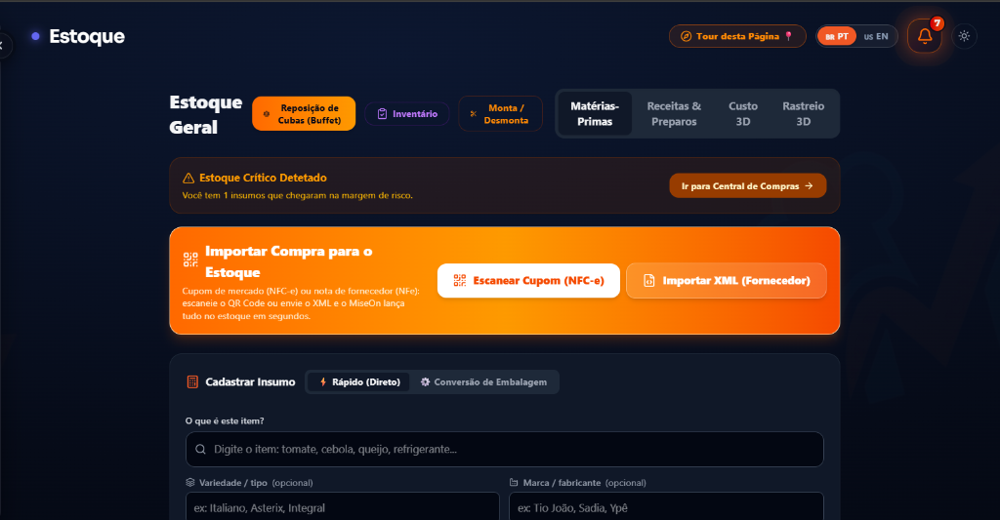 Estoque
Tour desta Página
BR PT
US EN
7
Estoque
Geral
Reposição de
Cubas (Buffet)
Inventário
Monta /
Desmonta
Matérias-
Primas
Receitas &
Preparos
Custo
3D
Rastreio
3D
Estoque Crítico Detetado
Você tem 1 insumos que chegaram na margem de risco.
Ir para Central de Compras →
Importar Compra para o
Estoque
Cupom de mercado (NFC-e) ou nota de fornecedor (NFe):
escaneie o QR Code ou envie o XML e o MiseOn lança
tudo no estoque em segundos.
Escanear Cupom (NFC-e)
Importar XML (Fornecedor)
Cadastrar Insumo
Rápido (Direto)
Conversão de Embalagem
O que é este item?
Digite o item: tomate, cebola, queijo, refrigerante...
Variedade / tipo (opcional)
Marca / fabricante (opcional)
ex: Italiano, Asterix, Integral
ex: Tio João, Sadia, Ypê